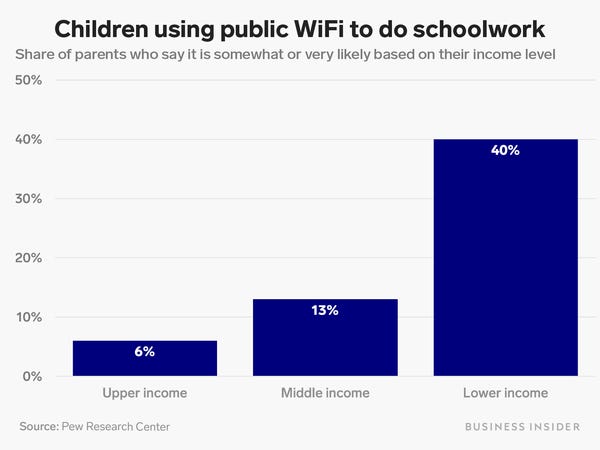 Children using public WiFi to do schoolwork
Share of parents who say it is somewhat or very likely based on their income level
50%
40%
40%
30%
20%
13%
10%
6%
0%
Upper income
Middle income
Lower income
Source: Pew Research Center
BUSINESS INSIDER